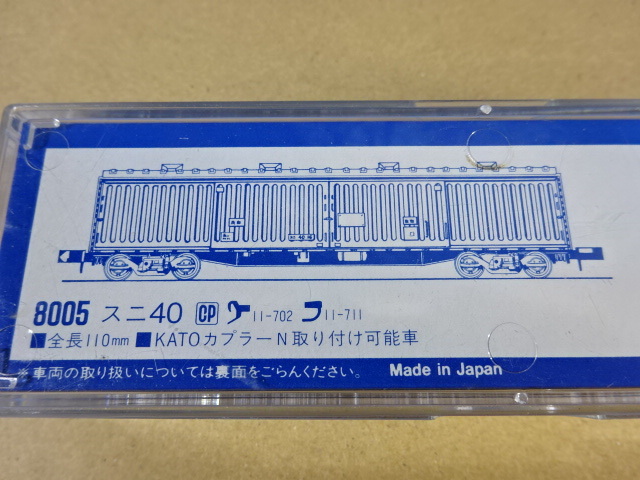 8005 スニ40 CP 11-702 11-711
■全長110mm ■KATOカプラーN取り付け可能車
※車両の取り扱いについては裏面をごらんください。 Made in Japan